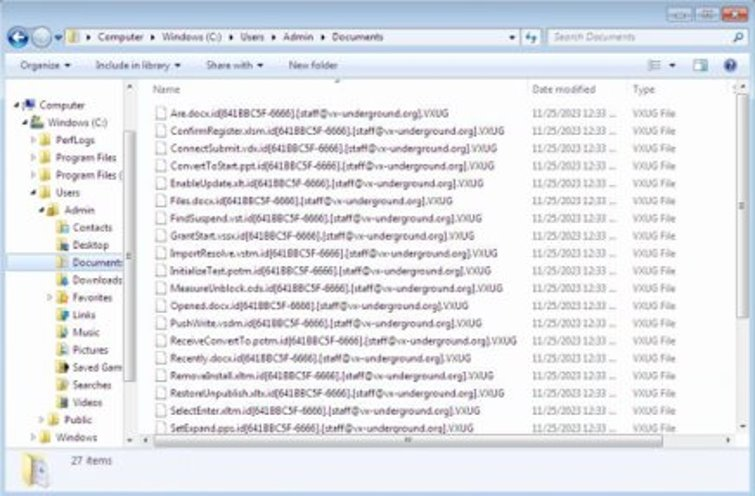 Computer ▸ Windows (C:) ▸ Users ▸ Admin ▸ Documents
Search Documents
Organize Include in library Share with New folder
Name Date modified Type
Computer
Windows (C:)
PerfLogs
Program Files
Program Files (
Users
Admin
Contacts
Desktop
Documents
Downloads
Favorites
Links
Music
Pictures
Saved Gam
Searches
Videos
Public
Windows
Are.docx.id[641BBC5F-6666].[staff@vx-underground.org].VXUG 11/25/2023 12:33 ... VXUG File
ConfirmRegister.xlsm.id[641BBC5F-6666].[staff@vx-underground.org].VXUG 11/25/2023 12:33 ... VXUG File
ConnectSubmit.vdx.id[641BBC5F-6666].[staff@vx-underground.org].VXUG 11/25/2023 12:33 ... VXUG File
ConvertToStart.ppt.id[641BBC5F-6666].[staff@vx-underground.org].VXUG 11/25/2023 12:33 ... VXUG File
EnableUpdate.xlt.id[641BBC5F-6666].[staff@vx-underground.org].VXUG 11/25/2023 12:33 ... VXUG File
Files.docx.id[641BBC5F-6666].[staff@vx-underground.org].VXUG 11/25/2023 12:33 ... VXUG File
FindSuspend.vst.id[641BBC5F-6666].[staff@vx-underground.org].VXUG 11/25/2023 12:33 ... VXUG File
GrantStart.vssx.id[641BBC5F-6666].[staff@vx-underground.org].VXUG 11/25/2023 12:33 ... VXUG File
ImportResolve.vstm.id[641BBC5F-6666].[staff@vx-underground.org].VXUG 11/25/2023 12:33 ... VXUG File
InitializeTest.potm.id[641BBC5F-6666].[staff@vx-underground.org].VXUG 11/25/2023 12:33 ... VXUG File
MeasureUnblock.ods.id[641BBC5F-6666].[staff@vx-underground.org].VXUG 11/25/2023 12:33 ... VXUG File
Opened.docx.id[641BBC5F-6666].[staff@vx-underground.org].VXUG 11/25/2023 12:33 ... VXUG File
PushWrite.vsdm.id[641BBC5F-6666].[staff@vx-underground.org].VXUG 11/25/2023 12:33 ... VXUG File
ReceiveConvertTo.potm.id[641BBC5F-6666].[staff@vx-underground.org].VXUG 11/25/2023 12:33 ... VXUG File
Recently.docx.id[641BBC5F-6666].[staff@vx-underground.org].VXUG 11/25/2023 12:33 ... VXUG File
RemoveInstall.xltm.id[641BBC5F-6666].[staff@vx-underground.org].VXUG 11/25/2023 12:33 ... VXUG File
RestoreUnpublish.xltx.id[641BBC5F-6666].[staff@vx-underground.org].VXUG 11/25/2023 12:33 ... VXUG File
SelectEnter.xltm.id[641BBC5F-6666].[staff@vx-underground.org].VXUG 11/25/2023 12:33 ... VXUG File
SetExpand.pps.id[641BBC5F-6666].[staff@vx-underground.org].VXUG 11/25/2023 12:33 ... VXUG File
27 items